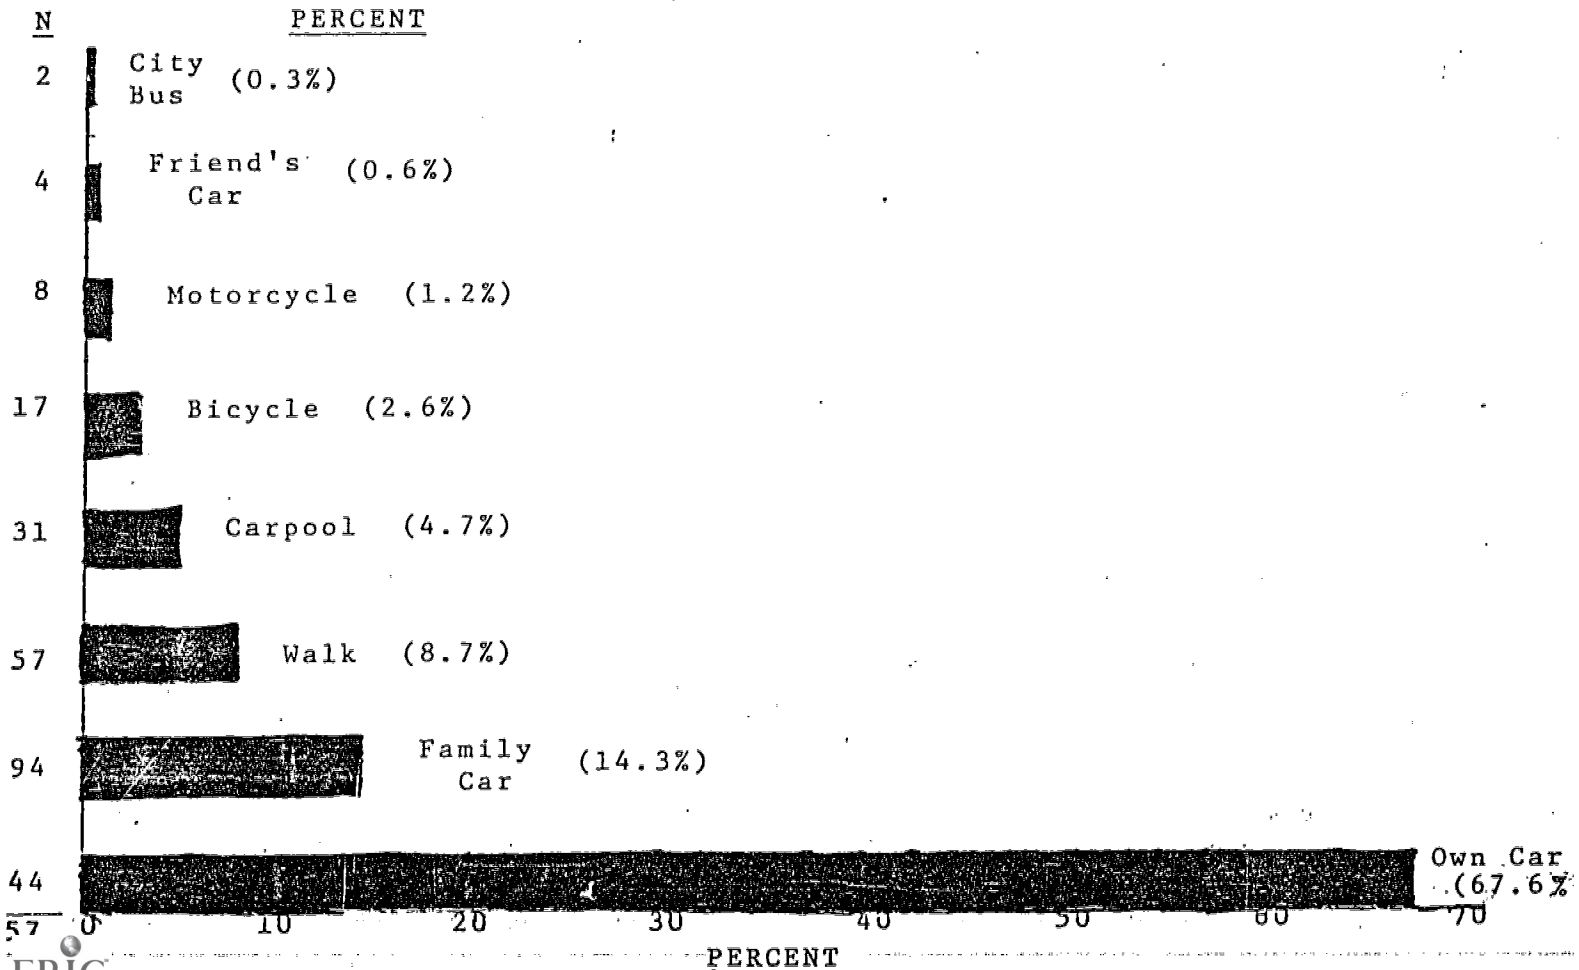 N PERCENT
2 City Bus (0.3%)
4 Friend's Car (0.6%)
8 Motorcycle (1.2%)
17 Bicycle (2.6%)
31 Carpool (4.7%)
57 Walk (8.7%)
94 Family Car (14.3%)
44 Own Car (67.6%
57 0 10 20 30 40 50 60 70
PERCENT
ERIC